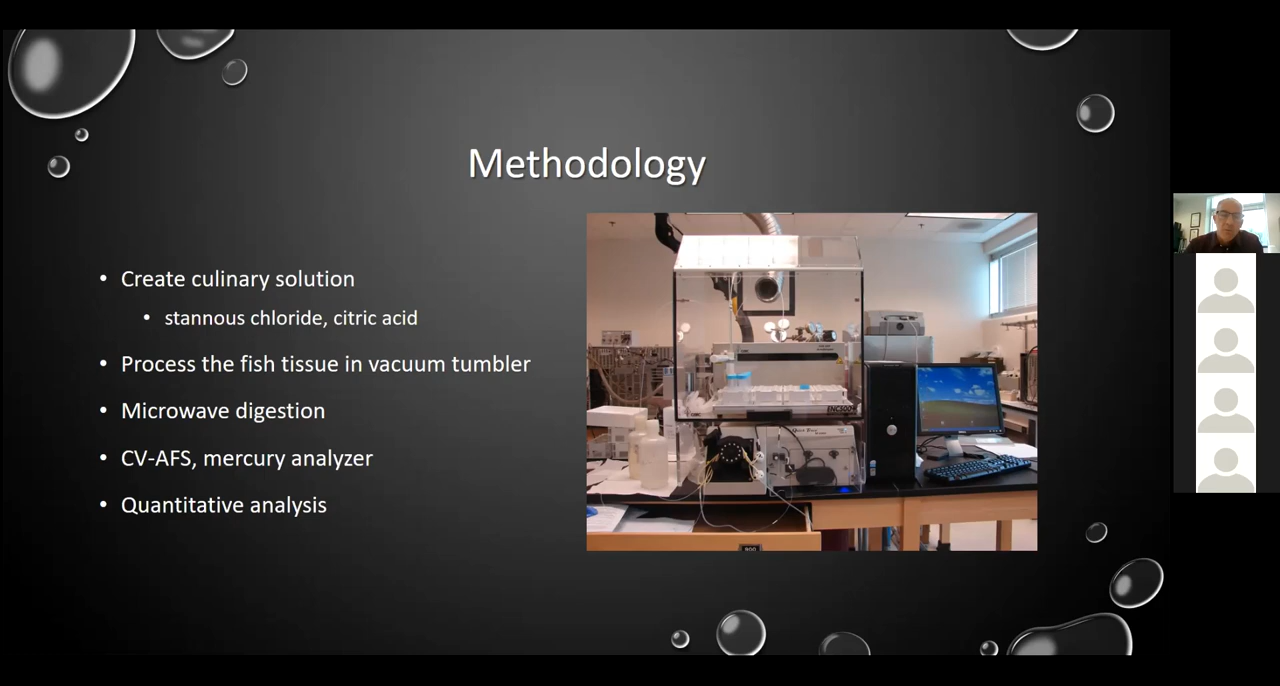 Methodology
• Create culinary solution
• stannous chloride, citric acid
• Process the fish tissue in vacuum tumbler
• Microwave digestion
• CV-AFS, mercury analyzer
• Quantitative analysis